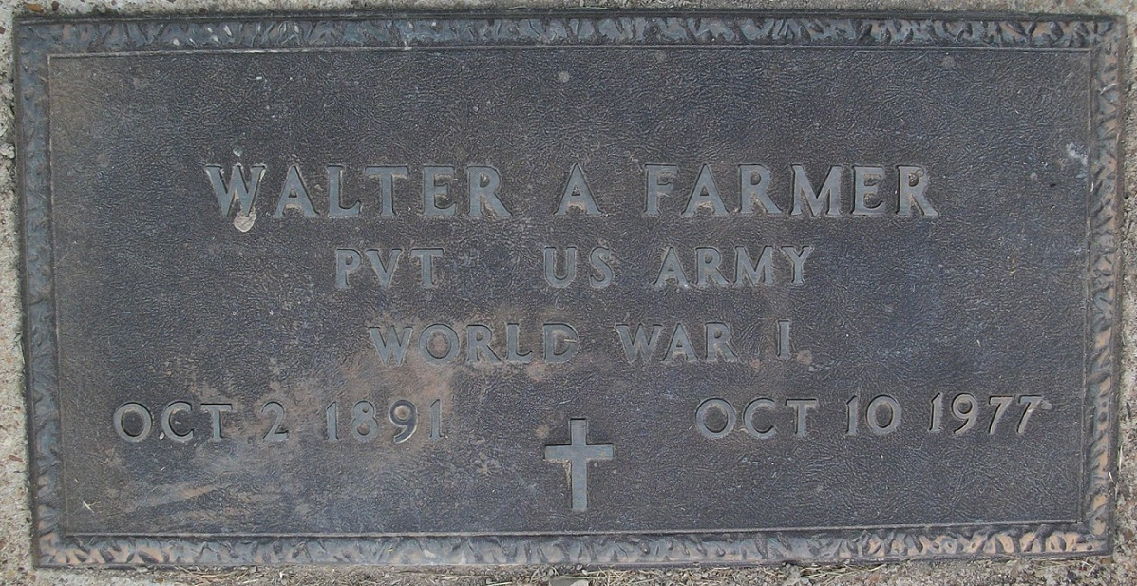 WALTER A FARMER
PVT US ARMY
WORLD WAR I
OCT 2 1891 OCT 10 1977